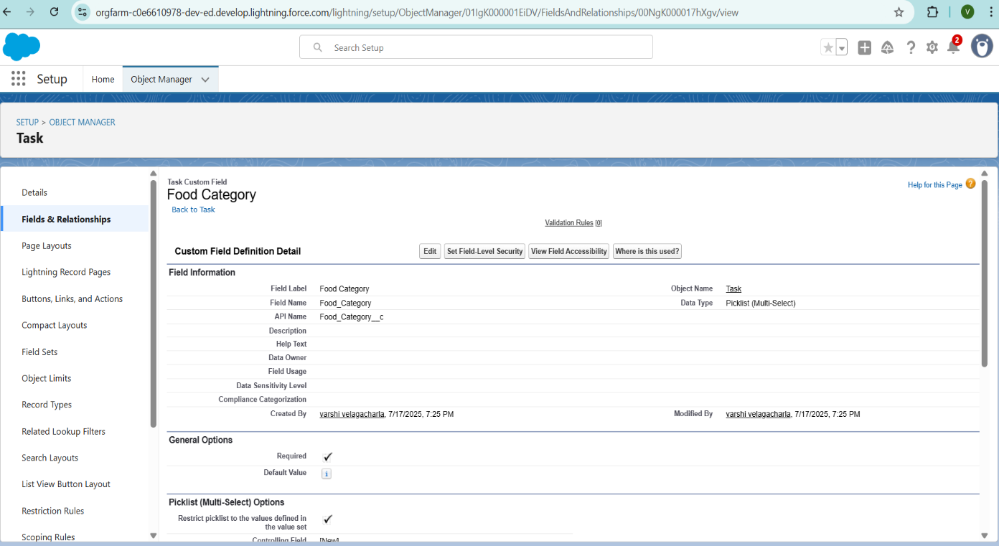 orgfarm-c0e6610978-dev-ed.develop.lightning.force.com/lightning/setup/ObjectManager/01IgK000001EiDV/FieldsAndRelationships/00NgK000017hXgv/view
V
Search Setup
2
Setup
Home
Object Manager
SETUP > OBJECT MANAGER
Task
Details
Fields & Relationships
Page Layouts
Lightning Record Pages
Buttons, Links, and Actions
Compact Layouts
Field Sets
Object Limits
Record Types
Related Lookup Filters
Search Layouts
List View Button Layout
Restriction Rules
Scoping Rules
Task Custom Field
Food Category
Back to Task
Help for this Page ?
Validation Rules [0]
Custom Field Definition Detail
Edit Set Field-Level Security View Field Accessibility Where is this used?
Field Information
Field Label Food Category Object Name Task
Field Name Food_Category Data Type Picklist (Multi-Select)
API Name Food_Category__c
Description
Help Text
Data Owner
Field Usage
Data Sensitivity Level
Compliance Categorization
Created By varshi velagacharla, 7/17/2025, 7:25 PM Modified By varshi velagacharla, 7/17/2025, 7:25 PM
General Options
Required ✓
Default Value i
Picklist (Multi-Select) Options
Restrict picklist to the values defined in
the value set ✓
Controlling Field [New]